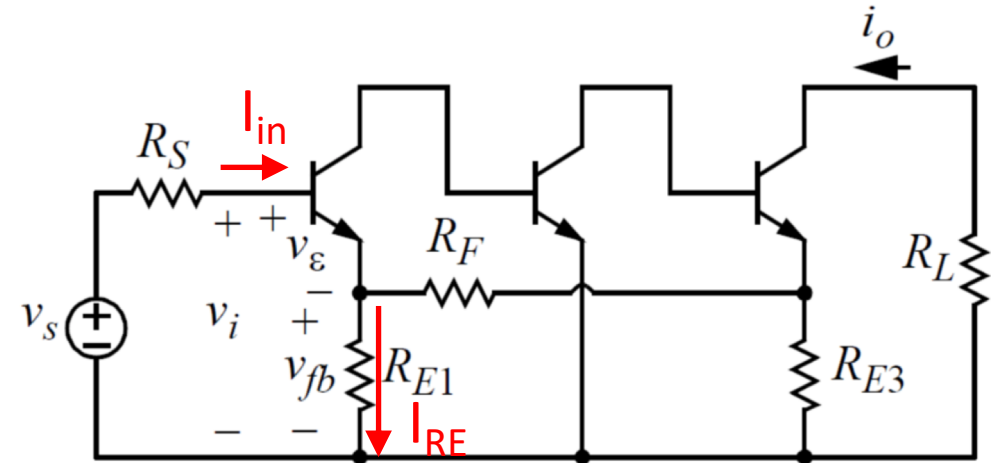 i_o
I_in
R_S
+ +
v_ε
R_F
R_L
−
v_s
+
−
v_i
+
v_fb
R_E1
R_E3
− −
I_RE